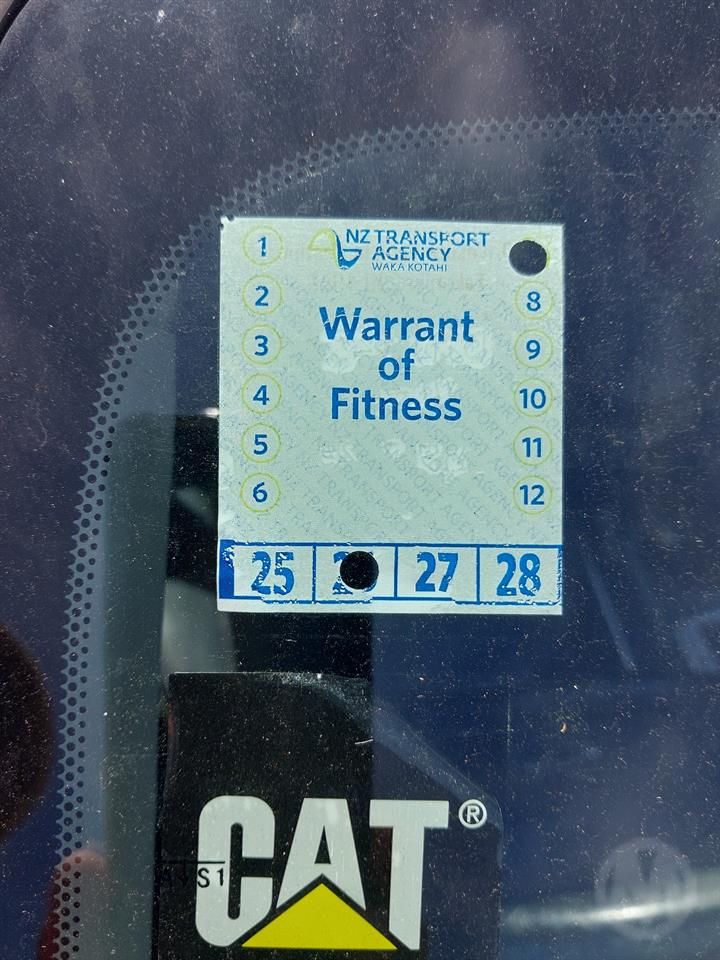 NZ TRANSPORT
AGENCY
WAKA KOTAHI
Warrant
of
Fitness
1
2
3
4
5
6
8
9
10
11
12
25 27 28
CAT®
S1